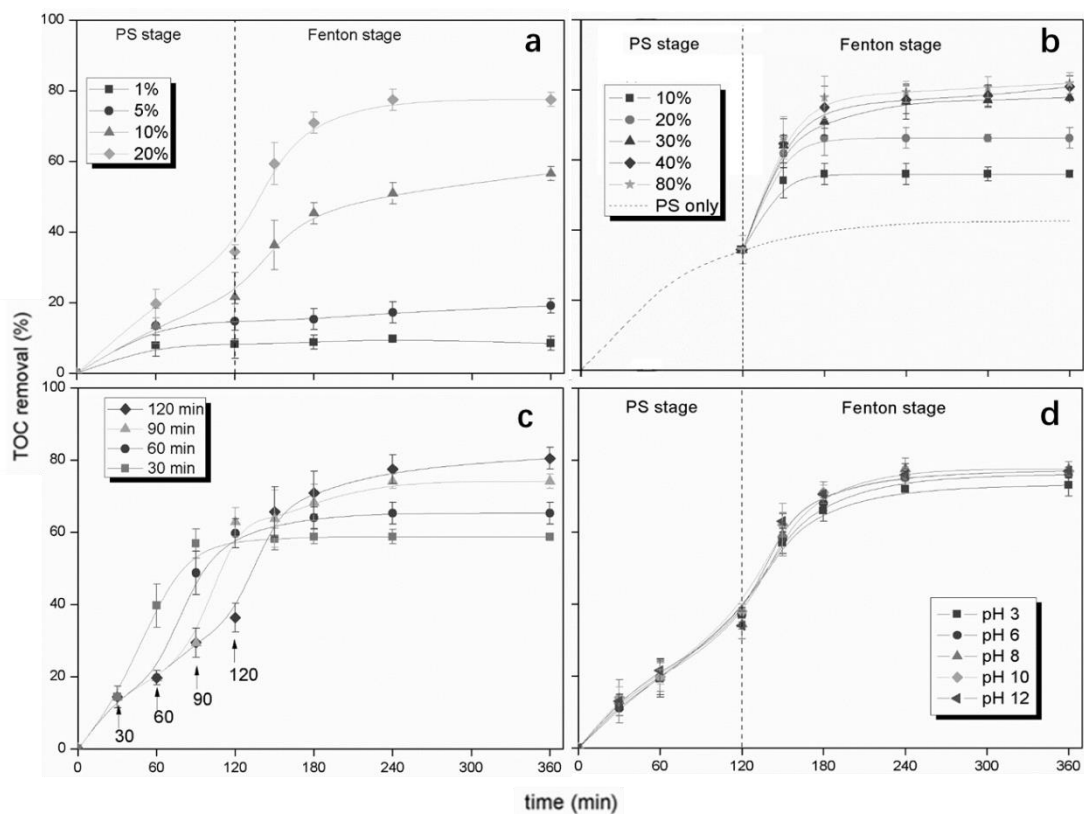 100
80
60
40
20
0
PS stage
Fenton stage
a
1%
5%
10%
20%
PS stage
Fenton stage
b
10%
20%
30%
40%
80%
PS only
TOC removal (%)
100
80
60
40
20
0
120 min
90 min
60 min
30 min
c
30
60
90
120
0 60 120 180 240 300 360
PS stage
Fenton stage
d
pH 3
pH 6
pH 8
pH 10
pH 12
0 60 120 180 240 300 360
time (min)